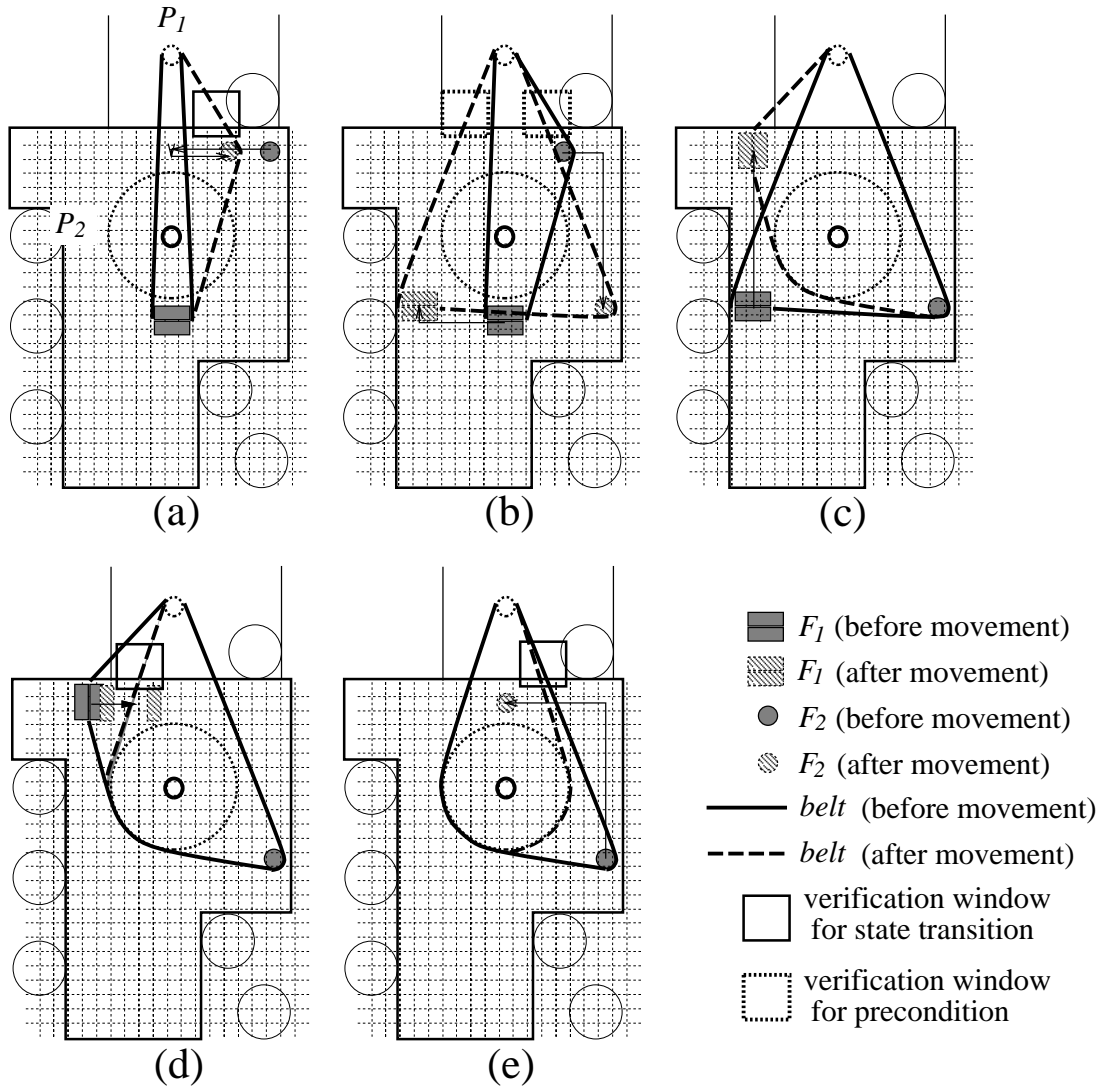 P1
P2
(a)
(b)
(c)
(d)
(e)
F1 (before movement)
F1 (after movement)
F2 (before movement)
F2 (after movement)
belt (before movement)
belt (after movement)
verification window
for state transition
verification window
for precondition